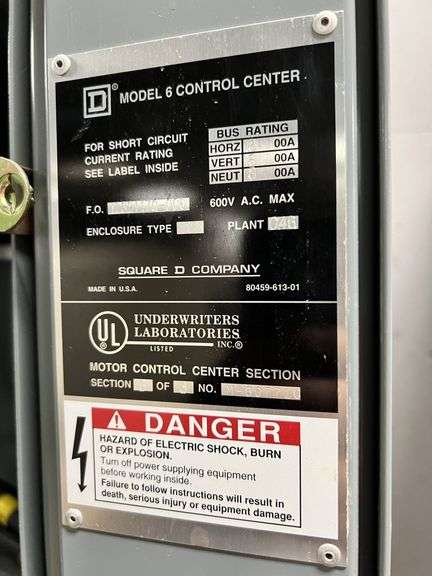 D ® MODEL 6 CONTROL CENTER
FOR SHORT CIRCUIT
CURRENT RATING
SEE LABEL INSIDE
BUS RATING
HORZ 00A
VERT 00A
NEUT 00A
F.O. 600V A.C. MAX
ENCLOSURE TYPE PLANT
SQUARE D COMPANY
MADE IN U.S.A. 80459-613-01
UL LISTED
UNDERWRITERS
LABORATORIES
INC.®
MOTOR CONTROL CENTER SECTION
SECTION OF NO.
DANGER
HAZARD OF ELECTRIC SHOCK, BURN
OR EXPLOSION.
Turn off power supplying equipment
before working inside.
Failure to follow instructions will result in
death, serious injury or equipment damage.